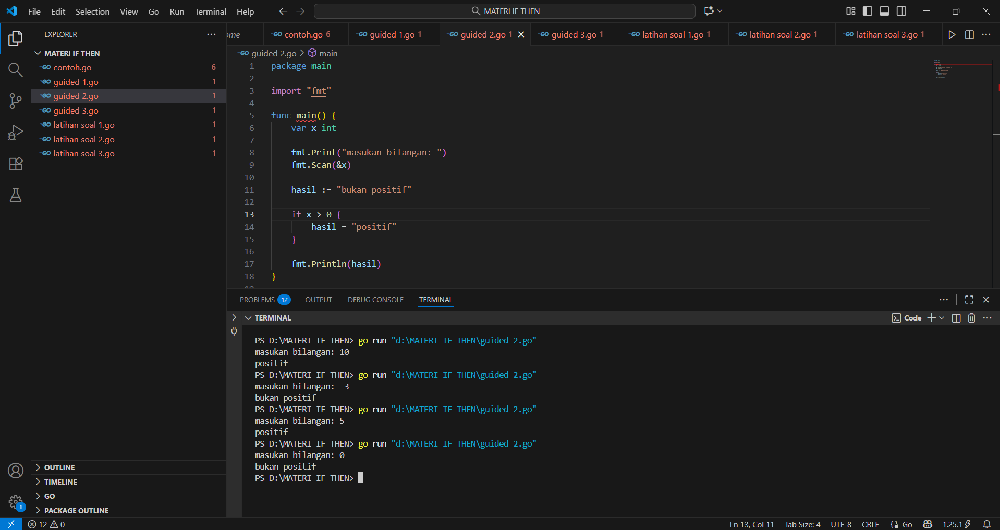 File Edit Selection View Go Run Terminal Help
MATERI IF THEN
EXPLORER
ome
contoh.go 6
guided 1.go 1
guided 2.go 1
guided 3.go 1
latihan soal 1.go 1
latihan soal 2.go 1
latihan soal 3.go 1
MATERI IF THEN
GO contoh.go 6
GO guided 1.go 1
GO guided 2.go 1
GO guided 3.go 1
GO latihan soal 1.go 1
GO latihan soal 2.go 1
GO latihan soal 3.go 1
OUTLINE
TIMELINE
GO
PACKAGE OUTLINE
1
GO guided 2.go > main
1 package main
2
3 import "fmt"
4
5 func main() {
6 var x int
7
8 fmt.Print("masukan bilangan: ")
9 fmt.Scan(&x)
10
11 hasil := "bukan positif"
12
13 if x > 0 {
14 hasil = "positif"
15 }
16
17 fmt.Println(hasil)
18 }
PROBLEMS 12 OUTPUT DEBUG CONSOLE TERMINAL
TERMINAL
Code
PS D:\MATERI IF THEN> go run "d:\MATERI IF THEN\guided 2.go"
masukan bilangan: 10
positif
PS D:\MATERI IF THEN> go run "d:\MATERI IF THEN\guided 2.go"
masukan bilangan: -3
bukan positif
PS D:\MATERI IF THEN> go run "d:\MATERI IF THEN\guided 2.go"
masukan bilangan: 5
positif
PS D:\MATERI IF THEN> go run "d:\MATERI IF THEN\guided 2.go"
masukan bilangan: 0
bukan positif
PS D:\MATERI IF THEN>
12 0
Ln 13, Col 11 Tab Size: 4 UTF-8 CRLF {} Go 1.25.1